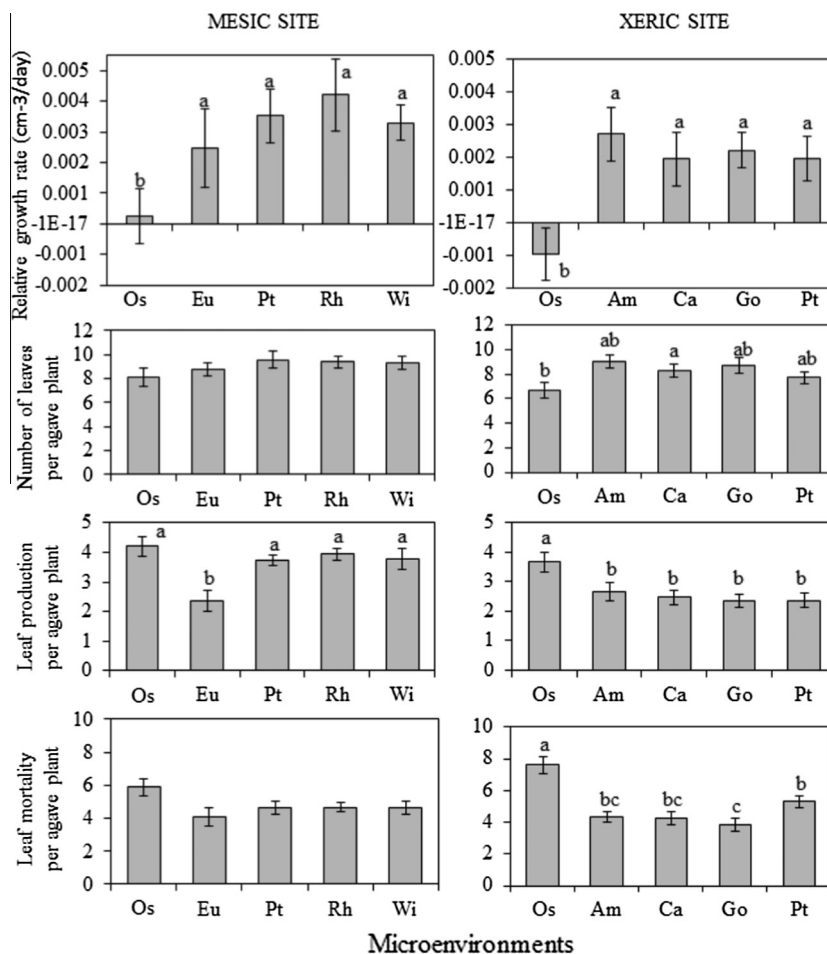 MESIC SITE
Relative growth rate (cm-3/day)
0.005
0.004
0.003
0.002
0.001
-1E-17
-0.001
-0.002
b
a
a
a
a
Os Eu Pt Rh Wi
XERIC SITE
0.005
0.004
0.003
0.002
0.001
-1E-17
-0.001
-0.002
b
a
a
a
a
Os Am Ca Go Pt
Number of leaves
per agave plant
12
10
8
6
4
2
0
Os Eu Pt Rh Wi
12
10
8
6
4
2
0
b
ab
a
ab
ab
Os Am Ca Go Pt
Leaf production
per agave plant
5
4
3
2
1
0
a
b
a
a
a
Os Eu Pt Rh Wi
5
4
3
2
1
0
a
b
b
b
b
Os Am Ca Go Pt
Leaf mortality
per agave plant
10
8
6
4
2
0
Os Eu Pt Rh Wi
10
8
6
4
2
0
a
bc
bc
c
b
Os Am Ca Go Pt
Microenvironments